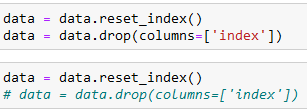 data = data.reset_index()
data = data.drop(columns=['index'])
data = data.reset_index()
# data = data.drop(columns=['index'])